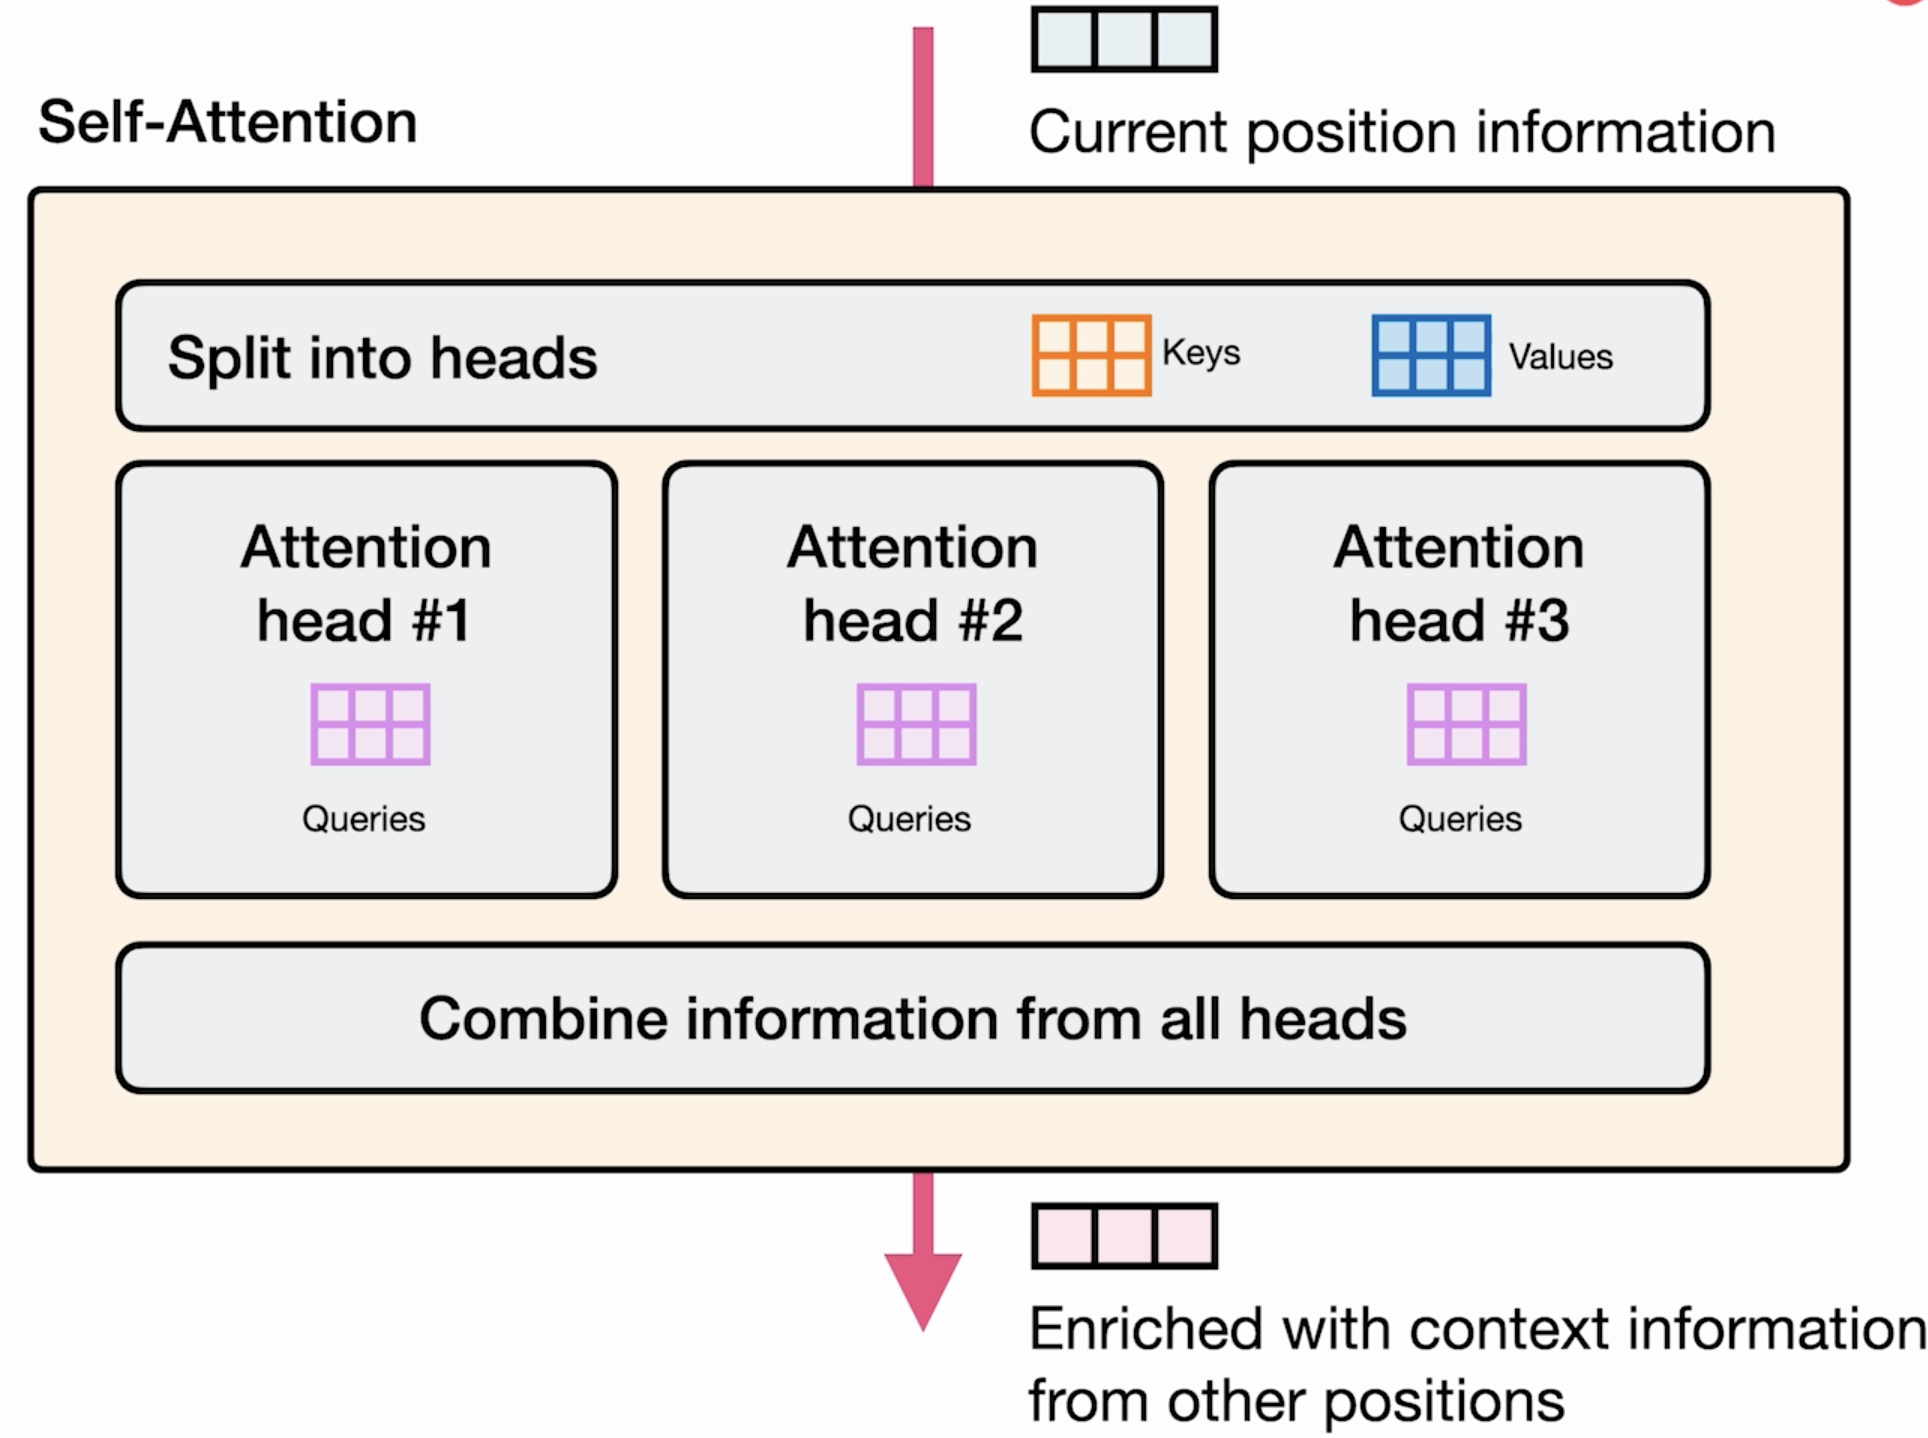 Self-Attention
Current position information
Split into heads
Keys
Values
Attention
head #1
Queries
Attention
head #2
Queries
Attention
head #3
Queries
Combine information from all heads
Enriched with context information
from other positions